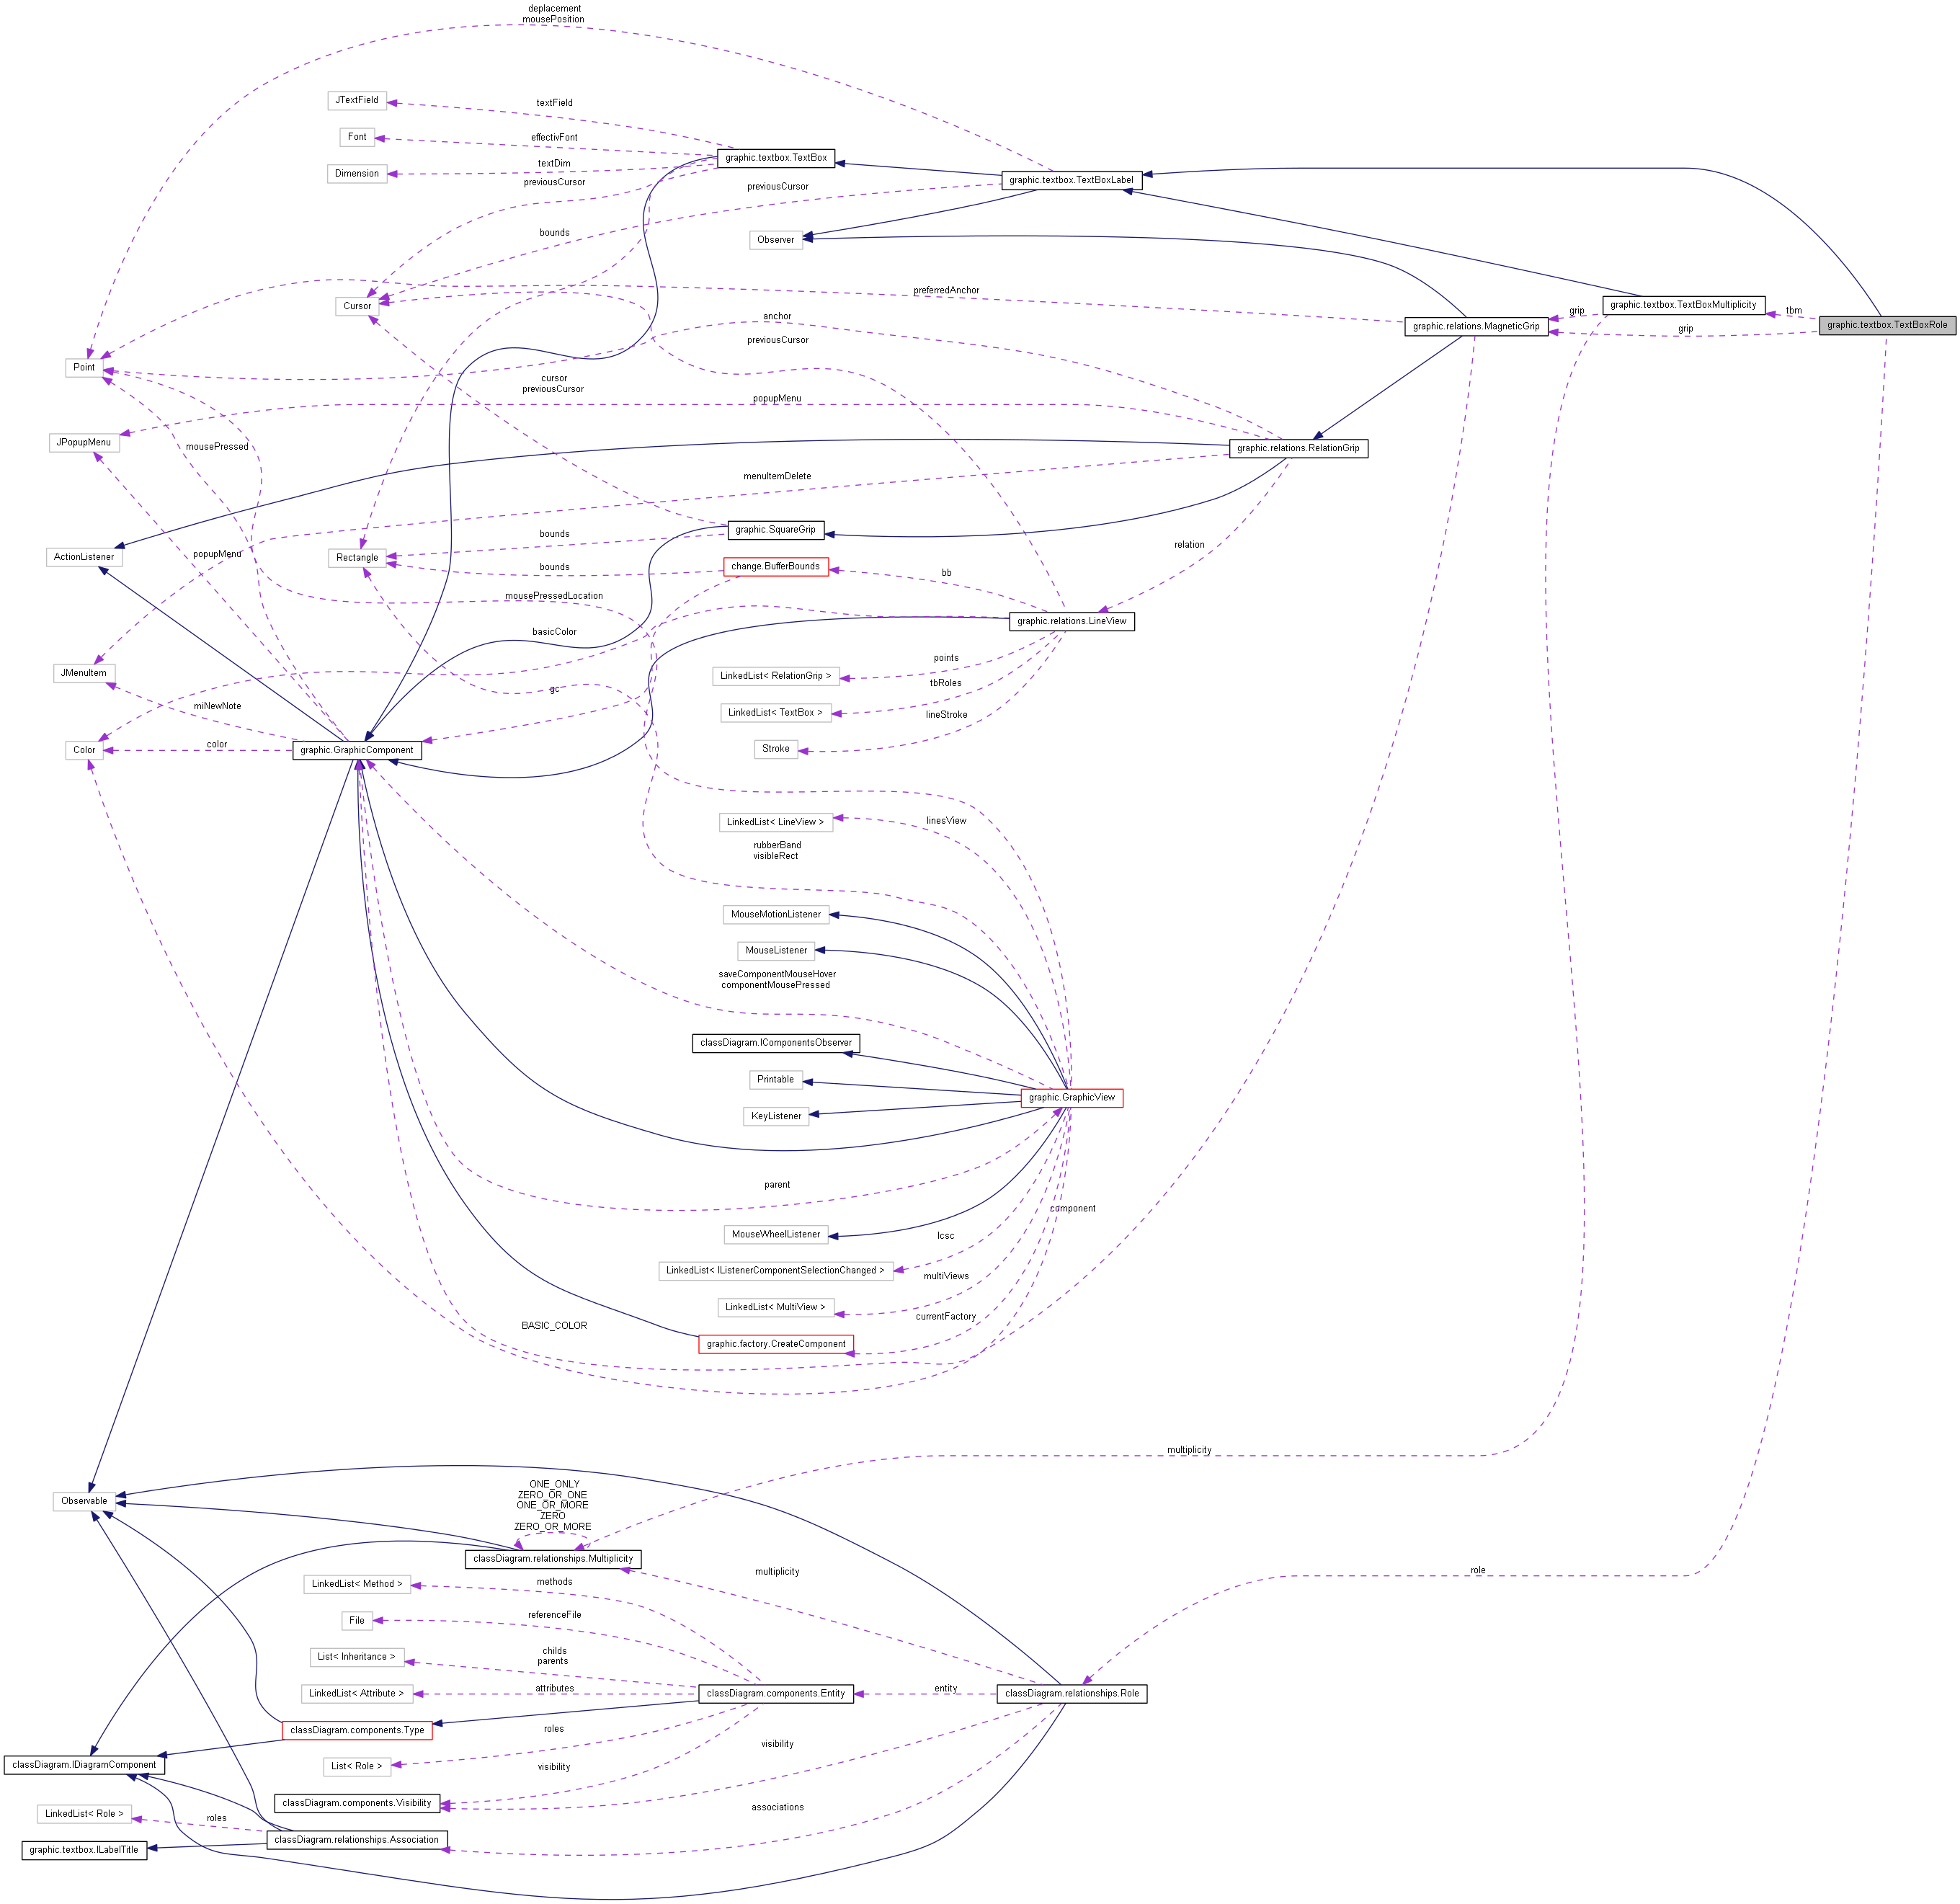 deplacement
mousePosition
JTextField
textField
Font
effectivFont
graphic.textbox.TextBox
Dimension
textDim
graphic.textbox.TextBoxLabel
previousCursor
previousCursor
Observer
bounds
preferredAnchor
Cursor
graphic.textbox.TextBoxMultiplicity
grip
tbm
graphic.relations.MagneticGrip
graphic.textbox.TextBoxRole
anchor
grip
previousCursor
Point
cursor
previousCursor
popupMenu
JPopupMenu
mousePressed
graphic.relations.RelationGrip
menuItemDelete
graphic.SquareGrip
bounds
relation
ActionListener
popupMenu
Rectangle
change.BufferBounds
bounds
bb
mousePressedLocation
graphic.relations.LineView
basicColor
points
JMenuItem
LinkedList< RelationGrip >
tbRoles
gc
miNewNote
LinkedList< TextBox >
lineStroke
color
Color
graphic.GraphicComponent
Stroke
LinkedList< LineView >
linesView
rubberBand
visibleRect
MouseMotionListener
MouseListener
saveComponentMouseHover
componentMousePressed
classDiagram.IComponentsObserver
Printable
graphic.GraphicView
KeyListener
parent
component
MouseWheelListener
lcsc
LinkedList< IListenerComponentSelectionChanged >
multiViews
LinkedList< MultiView >
currentFactory
BASIC_COLOR
graphic.factory.CreateComponent
multiplicity
ONE_ONLY
ZERO_OR_ONE
ONE_OR_MORE
ZERO
ZERO_OR_MORE
Observable
classDiagram.relationships.Multiplicity
multiplicity
role
LinkedList< Method >
methods
File
referenceFile
List< Inheritance >
childs
parents
LinkedList< Attribute >
attributes
classDiagram.components.Entity
entity
classDiagram.relationships.Role
classDiagram.components.Type
roles
visibility
classDiagram.IDiagramComponent
List< Role >
visibility
classDiagram.components.Visibility
associations
LinkedList< Role >
roles
classDiagram.relationships.Association
graphic.textbox.ILabelTitle